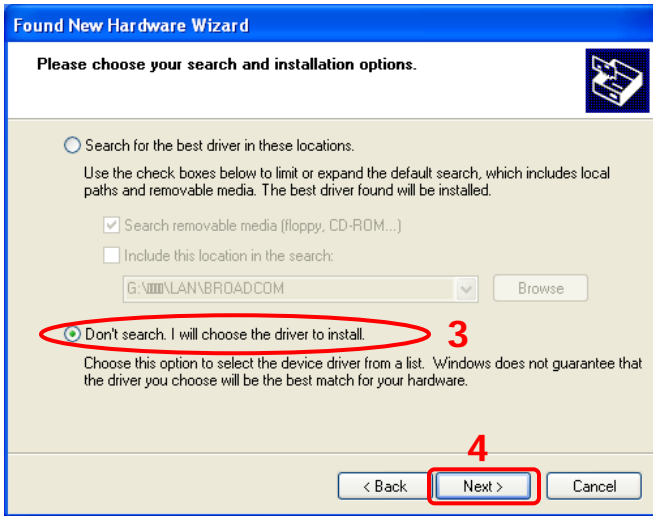 Found New Hardware Wizard
Please choose your search and installation options.
Search for the best driver in these locations.
Use the check boxes below to limit or expand the default search, which includes local
paths and removable media. The best driver found will be installed.
Search removable media (floppy, CD-ROM...)
Include this location in the search:
\LAN\BROADCOM
Browse
Don't search. I will choose the driver to install.
3
Choose this option to select the device driver from a list. Windows does not guarantee that
the driver you choose will be the best match for your hardware.
4
< Back
Next >
Cancel